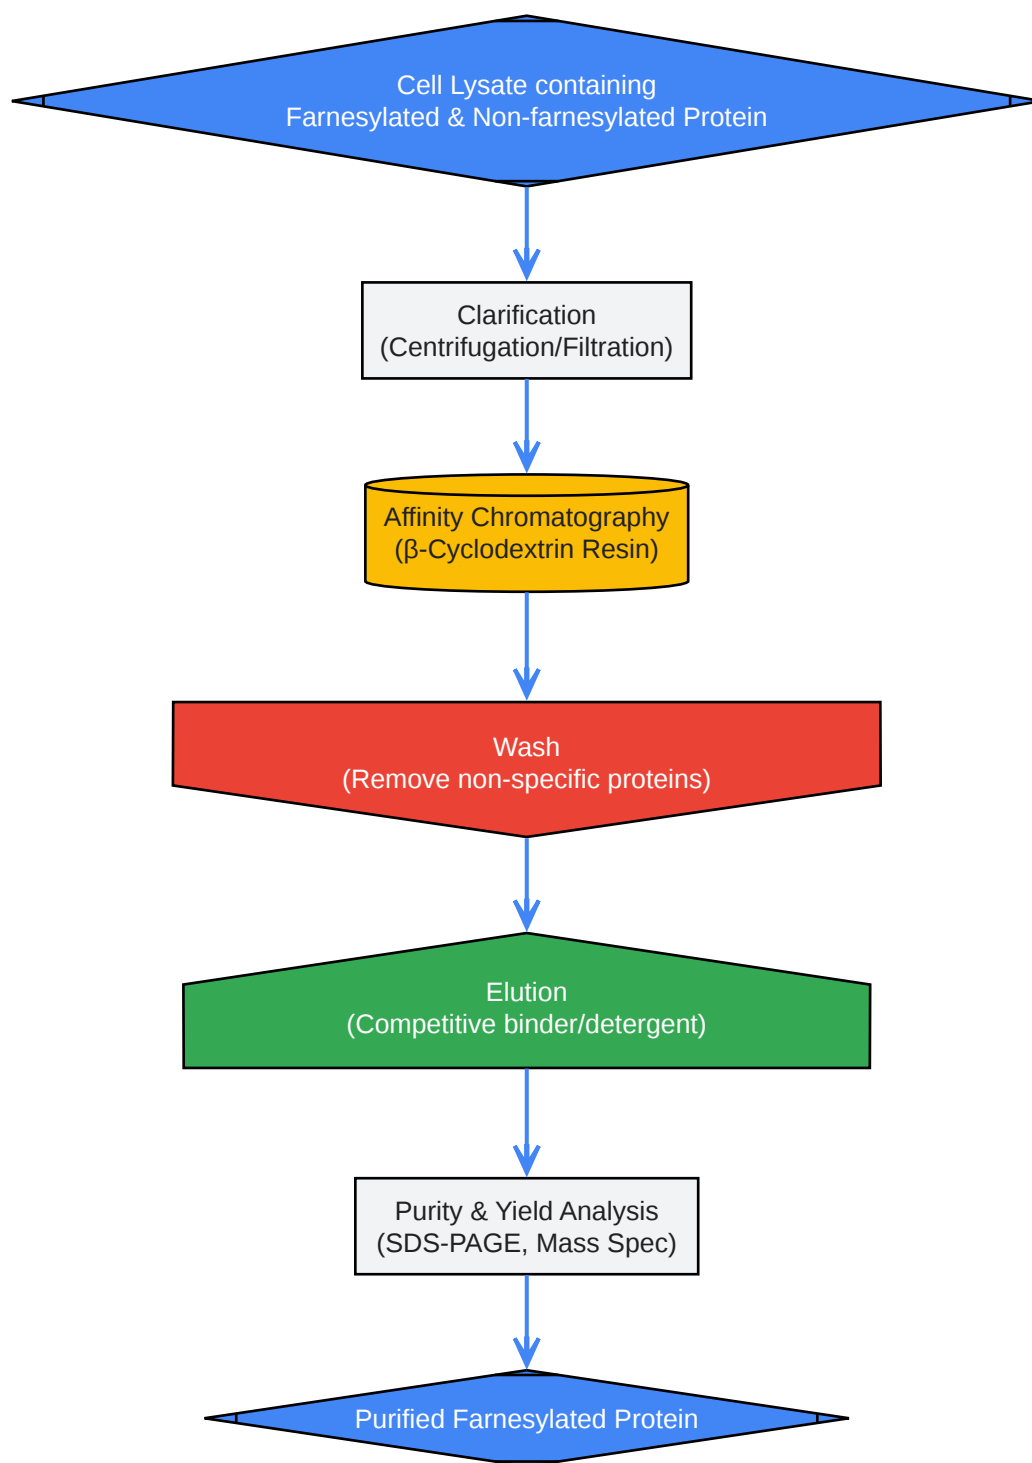 Cell Lysate containing
Farnesylated & Non-farnesylated Protein
Clarification
(Centrifugation/Filtration)
Affinity Chromatography
(β-Cyclodextrin Resin)
Wash
(Remove non-specific proteins)
Elution
(Competitive binder/detergent)
Purity & Yield Analysis
(SDS-PAGE, Mass Spec)
Purified Farnesylated Protein